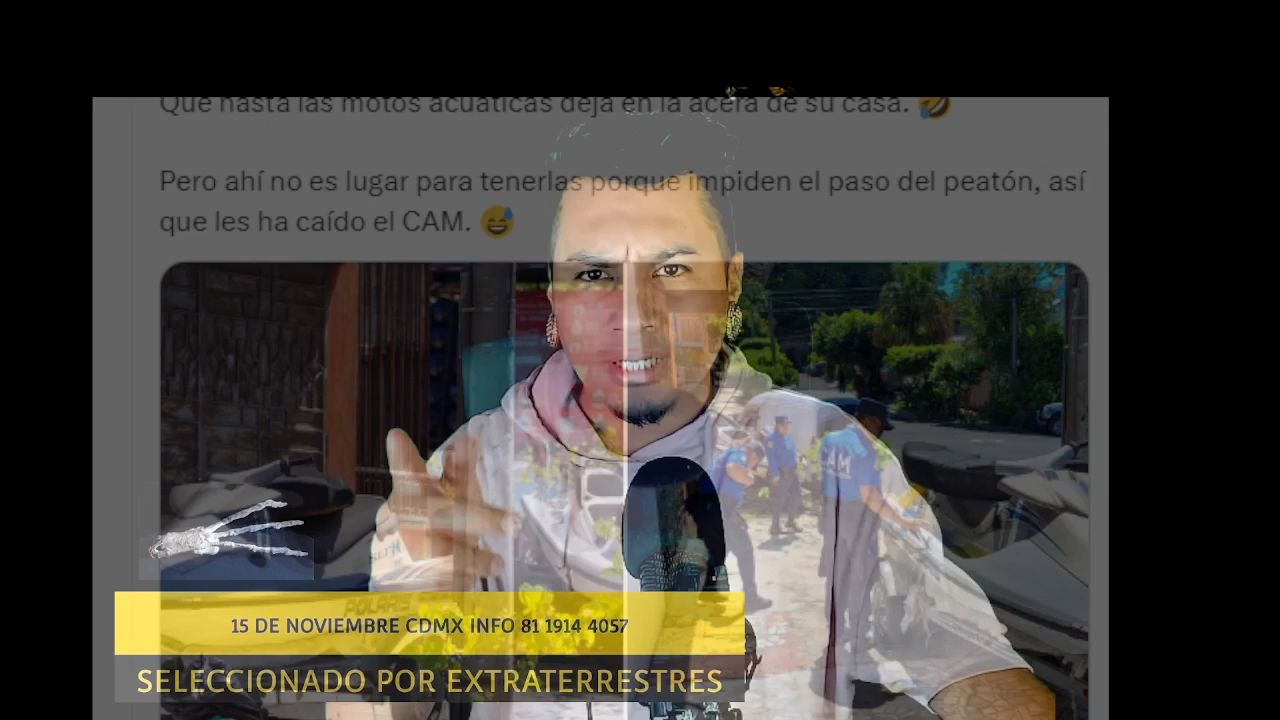 Que hasta las motos acuáticas deja en la acera de su casa. 🤣
Pero ahí no es lugar para tenerlas porque impiden el paso del peatón, así
que les ha caído el CAM. 😅
CAM
POLARIS
15 DE NOVIEMBRE CDMX INFO 81 1914 4057
SELECCIONADO POR EXTRATERRESTRES